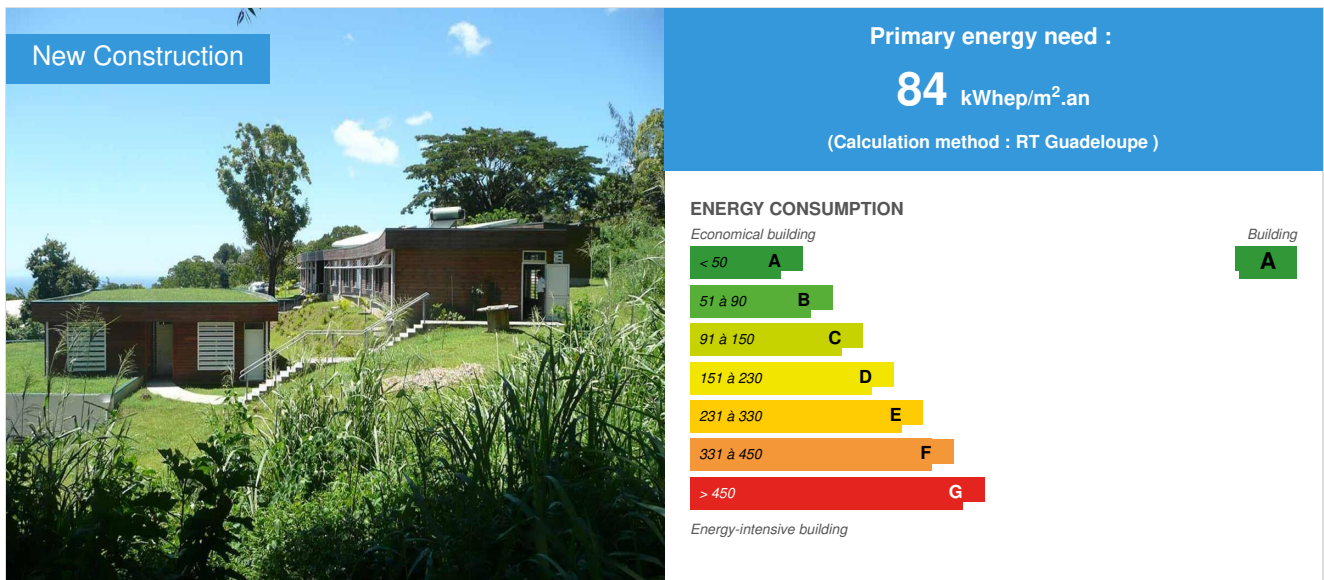 New Construction
Primary energy need :
84 kWhep/m².an
(Calculation method : RT Guadeloupe )
ENERGY CONSUMPTION
Economical building
Building
< 50 A
A
51 à 90 B
91 à 150 C
151 à 230 D
231 à 330 E
331 à 450 F
> 450 G
Energy-intensive building